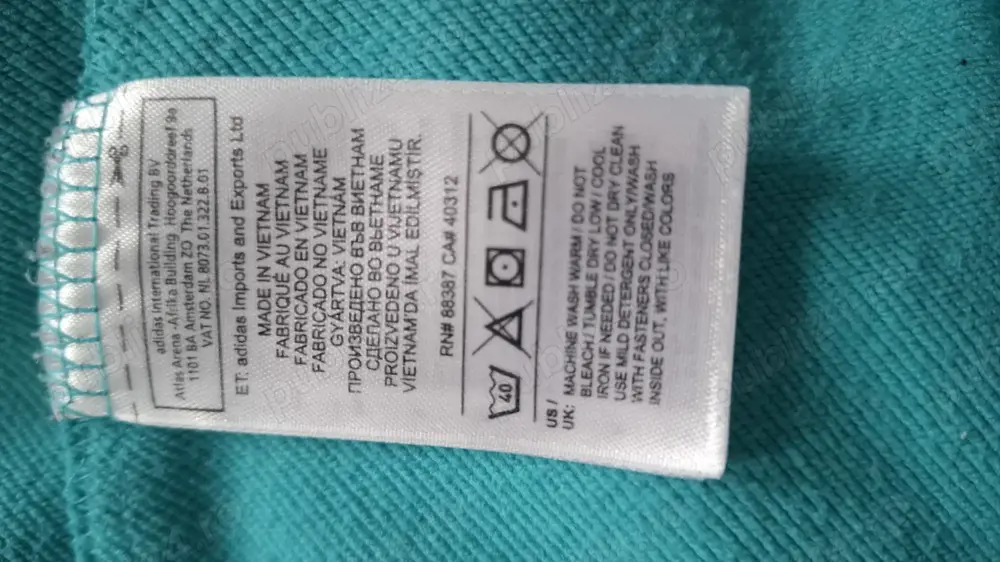 adidas International Trading BV
Atlas Arena -Afrika Building Hoogoorddreef 9a
1101 BA Amsterdam ZO The Netherlands
VAT NO. NL 8073.01.322.B.01
ET: adidas Imports and Exports Ltd
MADE IN VIETNAM
FABRIQUÉ AU VIETNAM
FABRICADO EN VIETNAM
FABRICADO NO VIETNAME
GYÁRTVA: VIETNÁM
ПРОИЗВЕДЕНО ВЪВ ВИЕТНАМ
СДЕЛАНО ВО ВЬЕТНАМЕ
PROIZVEDENO U VIJETNAMU
VIETNAM'DA İMAL EDİLMİŞTİR.
RN# 88387 CA# 40312
40
US /
UK: MACHINE WASH WARM / DO NOT
BLEACH / TUMBLE DRY LOW / COOL
IRON IF NEEDED / DO NOT DRY CLEAN
USE MILD DETERGENT ONLY/WASH
WITH FASTENERS CLOSED/WASH
INSIDE OUT, WITH LIKE COLORS